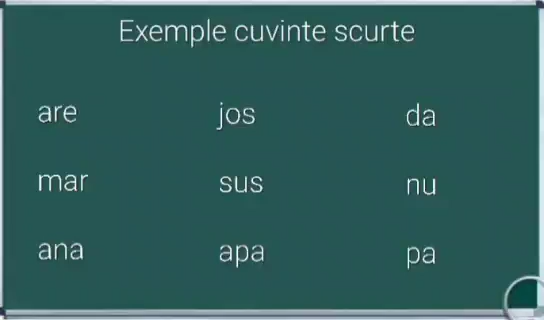 Exemple cuvinte scurte
are jos da
mar sus nu
ana apa pa